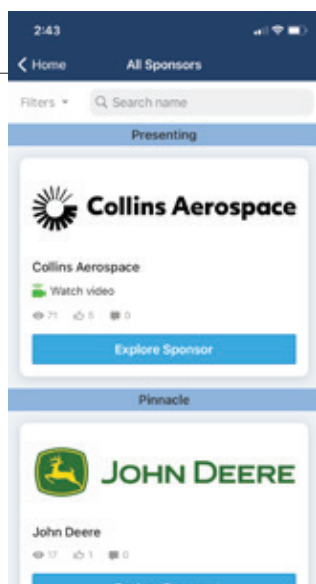 2:43
Home All Sponsors
Filters Search name
Presenting
Collins Aerospace
Collins Aerospace
Watch video
71 5 0
Explore Sponsor
Pinnacle
JOHN DEERE
John Deere
17 1 0